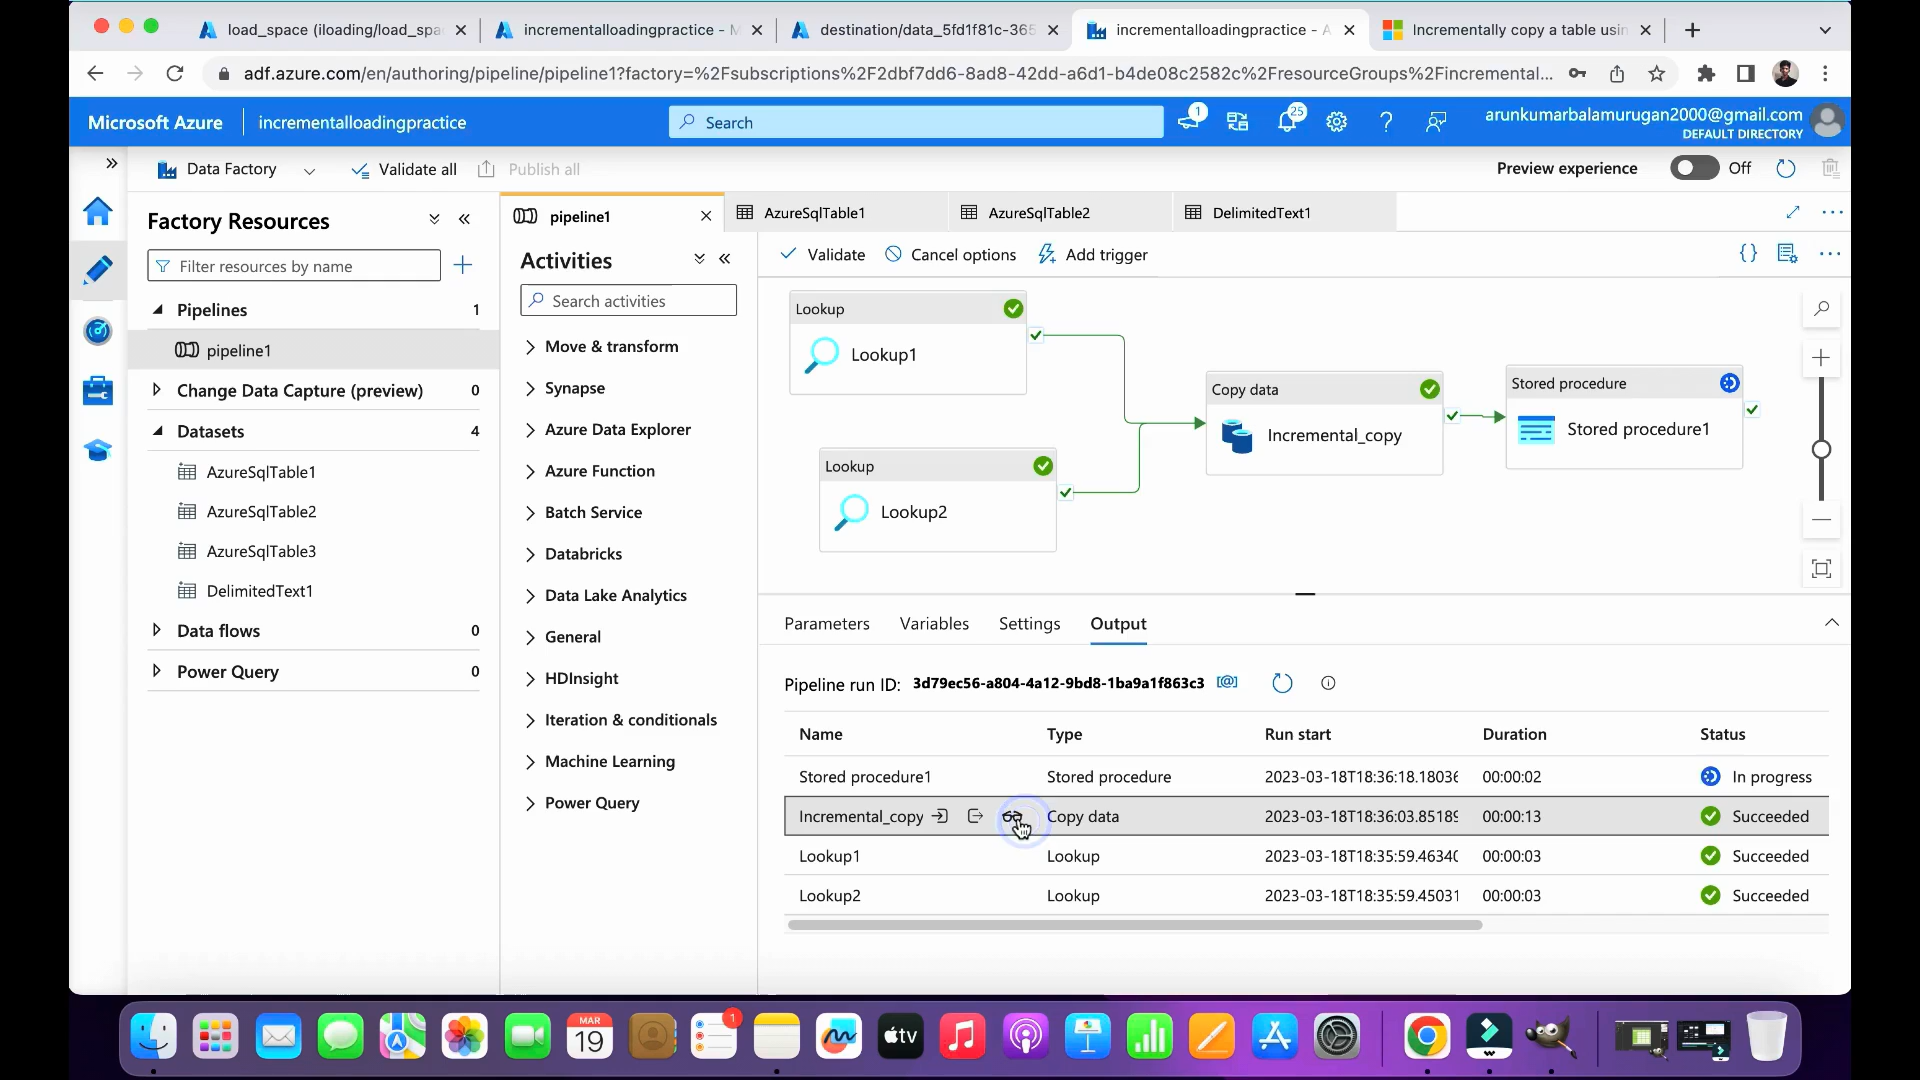 load_space (iloading/load_spa
incrementalloadingpractice - M
destination/data_5fd1f81c-365
incrementalloadingpractice - A
Incrementally copy a table usin
adf.azure.com/en/authoring/pipeline/pipeline1?factory=%2Fsubscriptions%2F2dbf7dd6-8ad8-42dd-a6d1-b4de08c2582c%2FresourceGroups%2Fincremental...
Microsoft Azure
incrementalloadingpractice
Search
1
25
arunkumarbalamurugan2000@gmail.com
DEFAULT DIRECTORY
Data Factory
Validate all
Publish all
Preview experience
Off
Factory Resources
Filter resources by name
Pipelines 1
pipeline1
Change Data Capture (preview) 0
Datasets 4
AzureSqlTable1
AzureSqlTable2
AzureSqlTable3
DelimitedText1
Data flows 0
Power Query 0
pipeline1
AzureSqlTable1
AzureSqlTable2
DelimitedText1
Activities
Search activities
Move & transform
Synapse
Azure Data Explorer
Azure Function
Batch Service
Databricks
Data Lake Analytics
General
HDInsight
Iteration & conditionals
Machine Learning
Power Query
Validate
Cancel options
Add trigger
Lookup
Lookup1
Lookup
Lookup2
Copy data
Incremental_copy
Stored procedure
Stored procedure1
Parameters
Variables
Settings
Output
Pipeline run ID: 3d79ec56-a804-4a12-9bd8-1ba9a1f863c3
Name Type Run start Duration Status
Stored procedure1 Stored procedure 2023-03-18T18:36:18.18036 00:00:02 In progress
Incremental_copy Copy data 2023-03-18T18:36:03.85189 00:00:13 Succeeded
Lookup1 Lookup 2023-03-18T18:35:59.46340 00:00:03 Succeeded
Lookup2 Lookup 2023-03-18T18:35:59.45031 00:00:03 Succeeded
MAR
19
1
tv